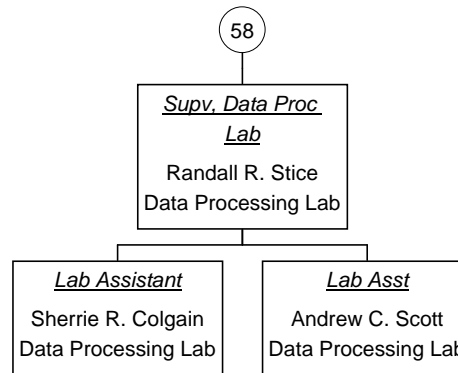 58
Supv, Data Proc
Lab
Randall R. Stice
Data Processing Lab
Lab Assistant
Sherrie R. Colgain
Data Processing Lab
Lab Asst
Andrew C. Scott
Data Processing Lab